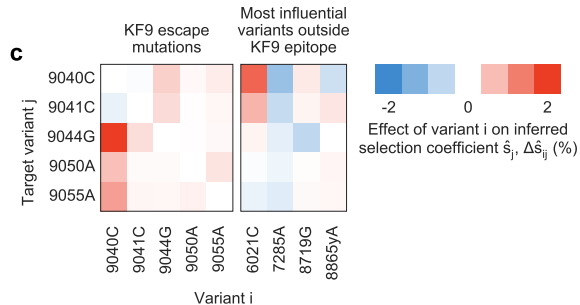 c
KF9 escape
mutations
Most influential
variants outside
KF9 epitope
Target variant j
9040C
9041C
9044G
9050A
9055A
9040C
9041C
9044G
9050A
9055A
6021C
7285A
8719G
8865yA
Variant i
-2
0
2
Effect of variant i on inferred
selection coefficient ŝj, Δŝij (%)